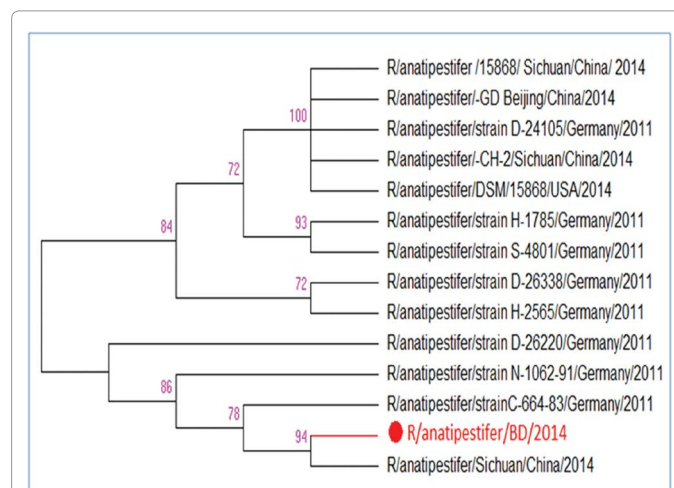 R/anatipestifer /15868/ Sichuan/China/ 2014
R/anatipestifer/-GD Beijing/China/2014
100
R/anatipestifer/strain D-24105/Germany/2011
R/anatipestifer/-CH-2/Sichuan/China/2014
72
R/anatipestifer/DSM/15868/USA/2014
R/anatipestifer/strain H-1785/Germany/2011
93
84
R/anatipestifer/strain S-4801/Germany/2011
R/anatipestifer/strain D-26338/Germany/2011
72
R/anatipestifer/strain H-2565/Germany/2011
R/anatipestifer/strain D-26220/Germany/2011
R/anatipestifer/strain N-1062-91/Germany/2011
86
R/anatipestifer/strainC-664-83/Germany/2011
78
R/anatipestifer/BD/2014
94
R/anatipestifer/Sichuan/China/2014